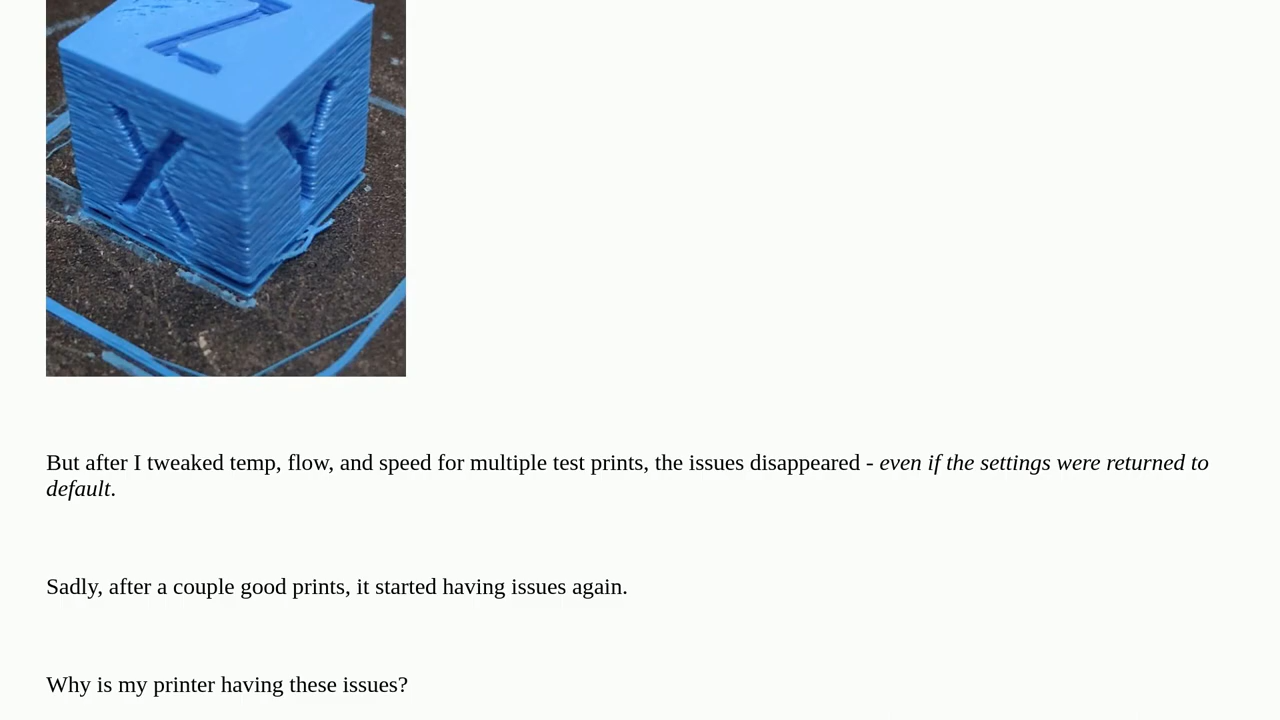 Z
X
Y
But after I tweaked temp, flow, and speed for multiple test prints, the issues disappeared - even if the settings were returned to
default.
Sadly, after a couple good prints, it started having issues again.
Why is my printer having these issues?